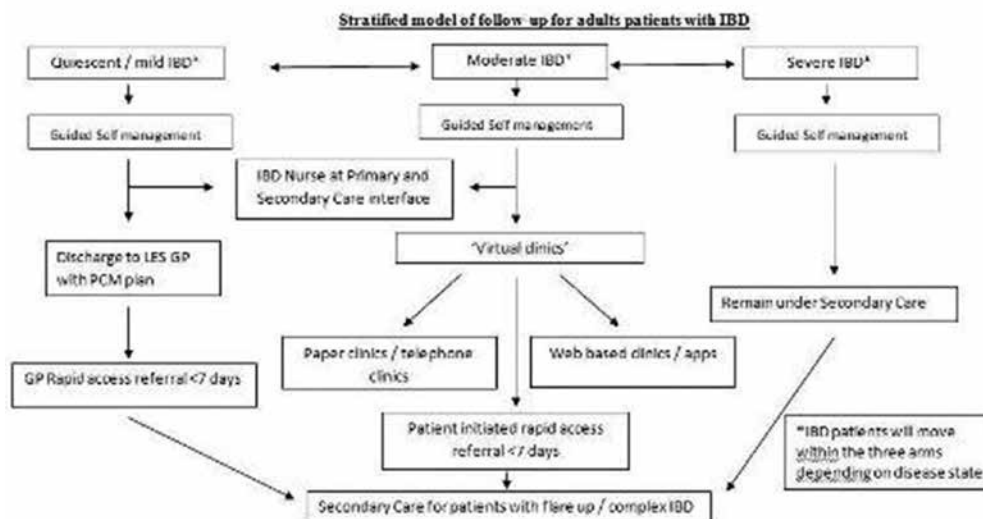 Stratified model of follow up for adults patients with IBD
Quiescent / mild IBD*
Moderate IBD*
Severe IBD*
Guided Self management
Guided Self management
Guided Self management
IBD Nurse at Primary and
Secondary Care interface
Discharge to LES GP
with PCM plan
'Virtual clinics'
Remain under Secondary Care
Paper clinics / telephone
clinics
Web based clinics / apps
GP Rapid access referral <7 days
Patient initiated rapid access
referral <7 days
*IBD patients will move
within the three arms
depending on disease state
Secondary Care for patients with flare up / complex IBD